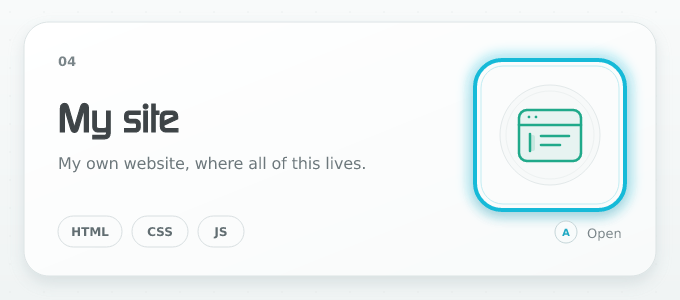 04
My site
My own website, where all of this lives.
HTML CSS JS
A Open